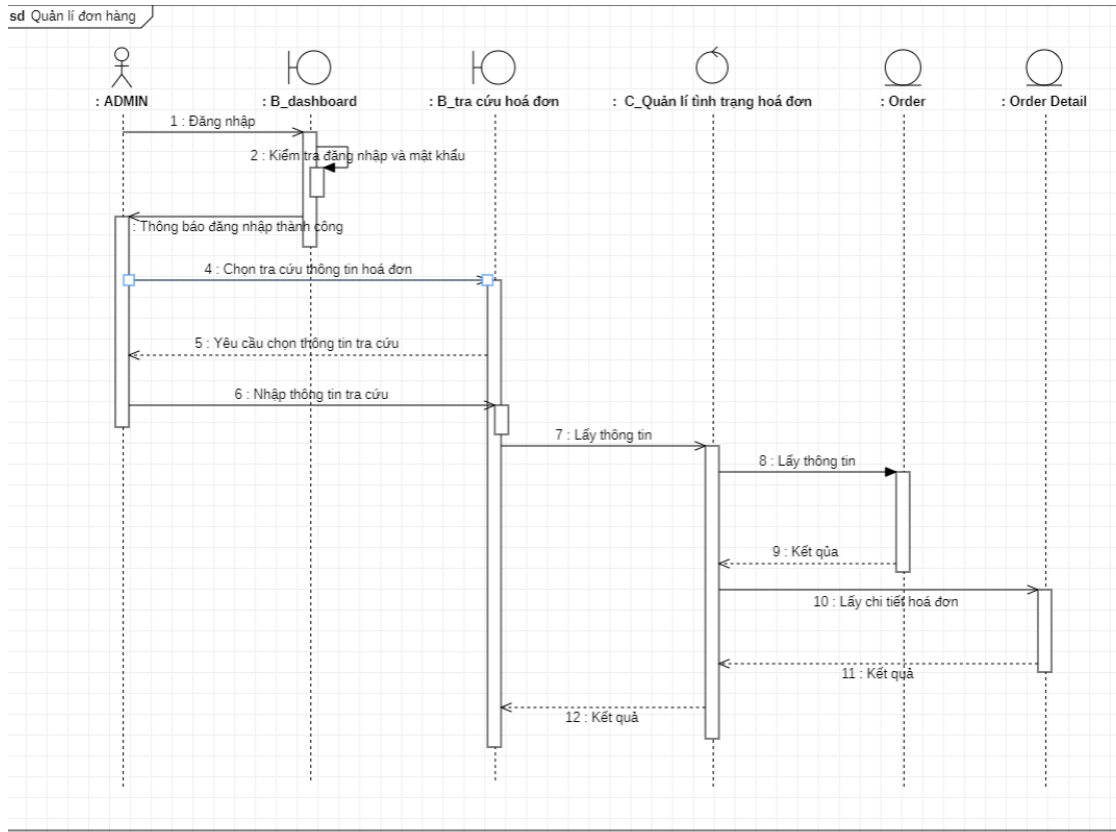 sd Quản lí đơn hàng
: ADMIN
: B_dashboard
: B_tra cứu hoá đơn
: C_Quản lí tình trạng hoá đơn
: Order
: Order Detail
1 : Đăng nhập
2 : Kiểm tra đăng nhập và mật khẩu
: Thông báo đăng nhập thành công
4 : Chọn tra cứu thông tin hoá đơn
5 : Yêu cầu chọn thông tin tra cứu
6 : Nhập thông tin tra cứu
7 : Lấy thông tin
8 : Lấy thông tin
9 : Kết qủa
10 : Lấy chi tiết hoá đơn
11 : Kết quả
12 : Kết quả